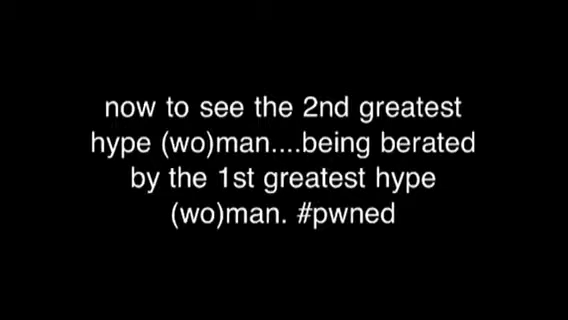 now to see the 2nd greatest
hype (wo)man....being berated
by the 1st greatest hype
(wo)man. #pwned